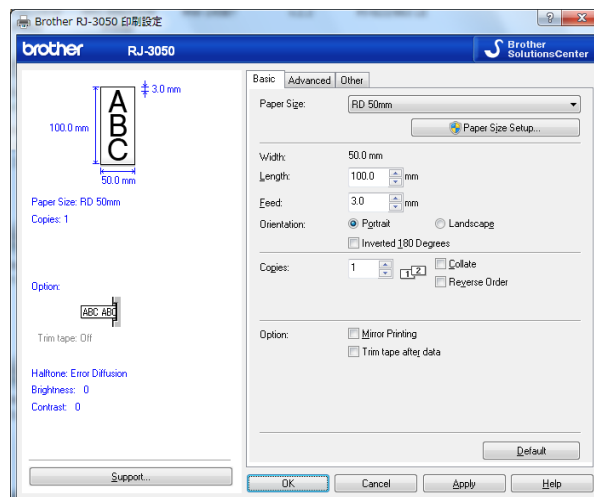 Brother RJ-3050 印刷設定
brother RJ-3050
Brother
SolutionsCenter
3.0 mm
A
B
C
100.0 mm
50.0 mm
Paper Size: RD 50mm
Copies: 1
Option:
ABC ABC
Trim tape: Off
Halftone: Error Diffusion
Brightness: 0
Contrast: 0
Support...
Basic Advanced Other
Paper Size: RD 50mm
Paper Size Setup...
Width: 50.0 mm
Length: 100.0 mm
Feed: 3.0 mm
Orientation: Portrait Landscape
Inverted 180 Degrees
Copies: 1 1 2 Collate
Reverse Order
Option: Mirror Printing
Trim tape after data
Default
OK Cancel Apply Help